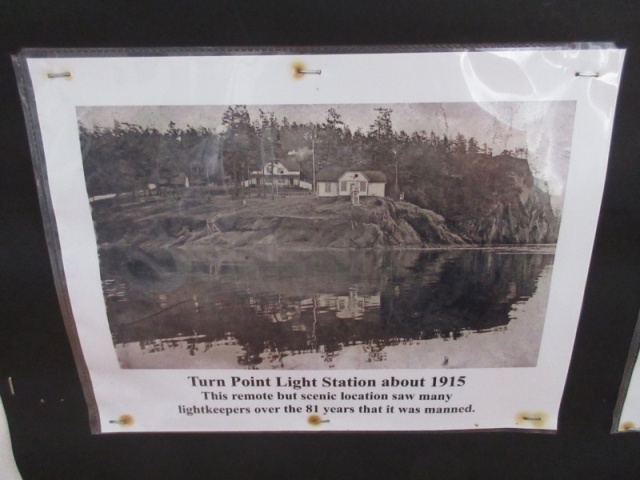 Turn Point Light Station about 1915
This remote but scenic location saw many
lightkeepers over the 81 years that it was manned.